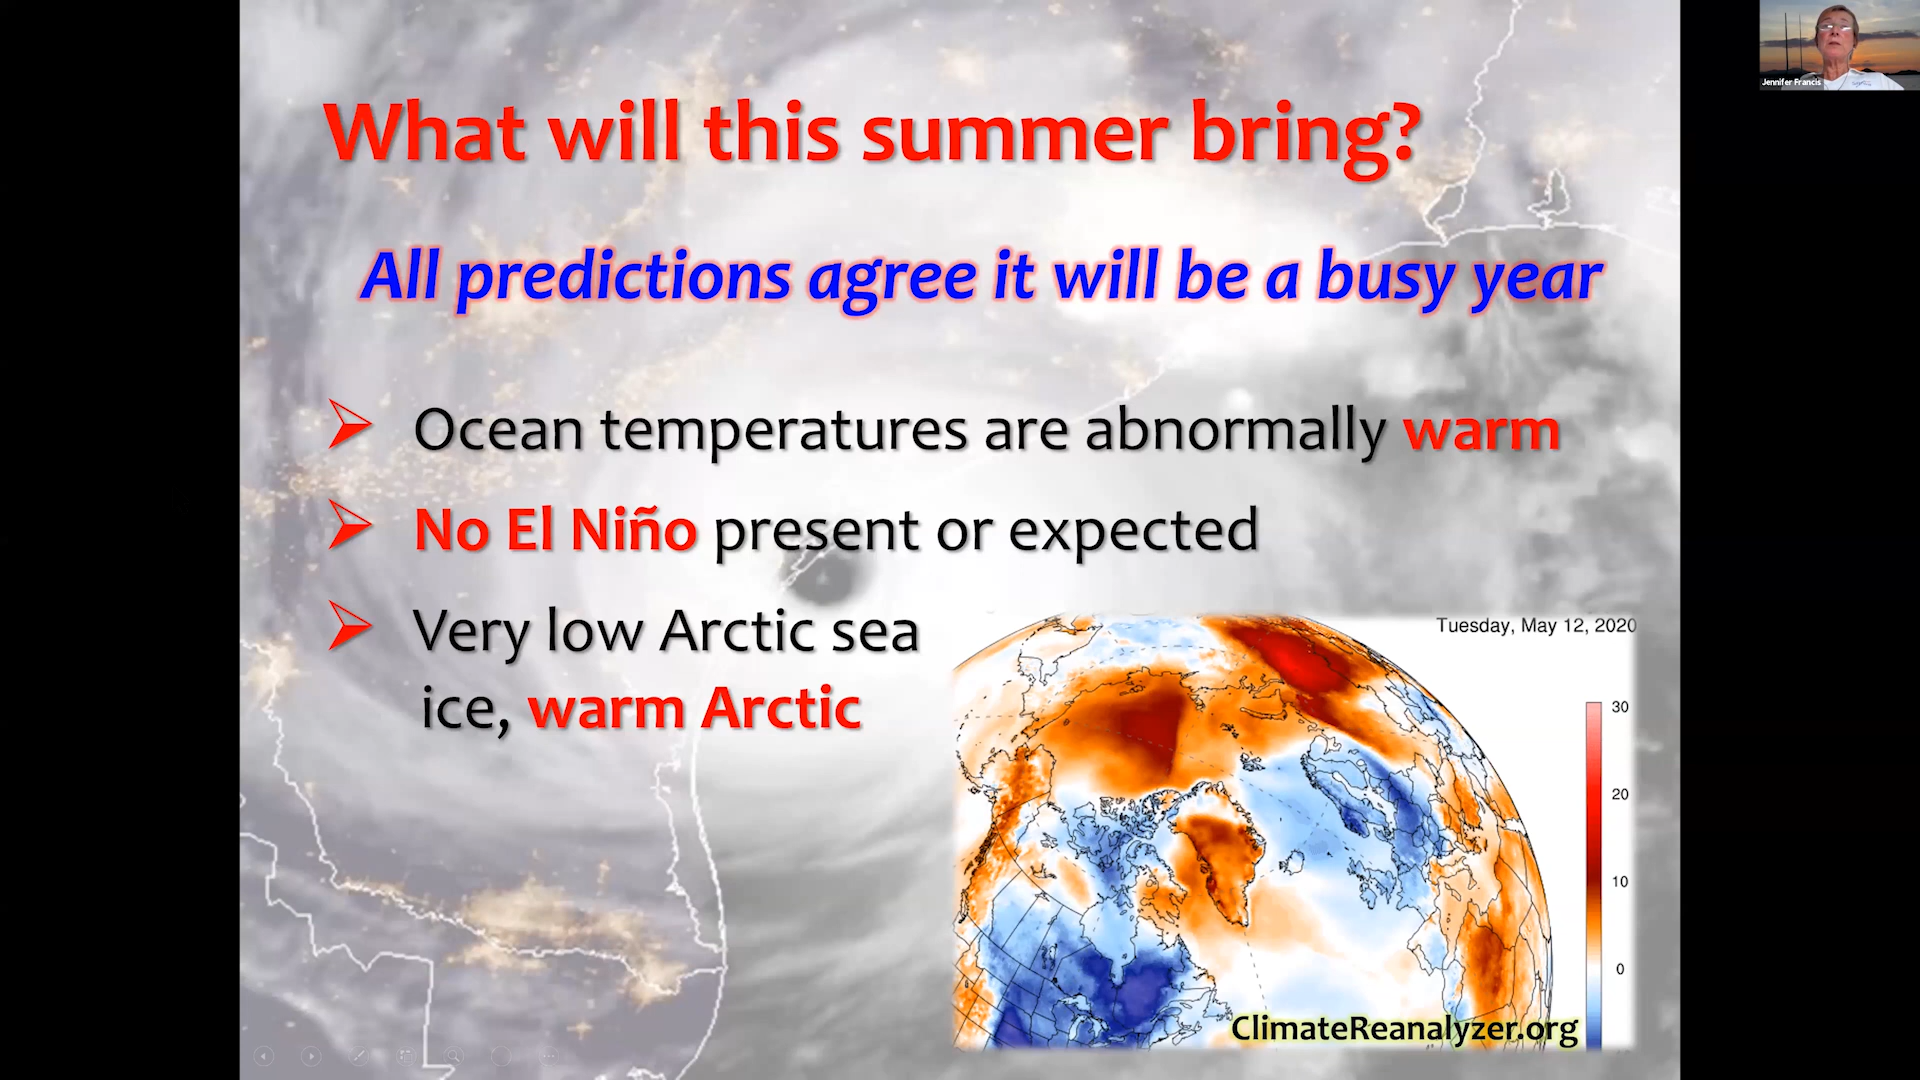 Jennifer Francis
What will this summer bring?
All predictions agree it will be a busy year
Ocean temperatures are abnormally warm
No El Niño present or expected
Very low Arctic sea
ice, warm Arctic
Tuesday, May 12, 2020
30
20
10
0
ClimateReanalyzer.org